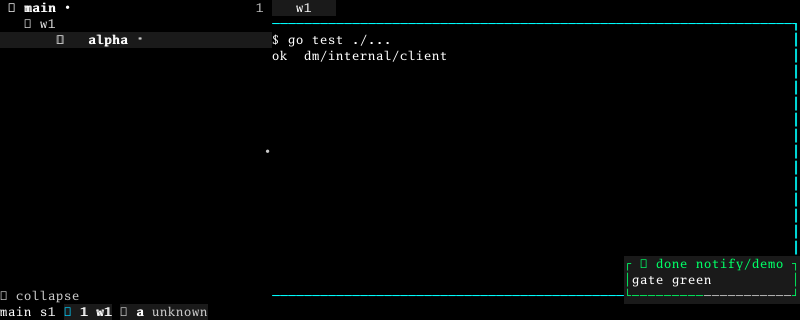 main • 1
w1
alpha •
w1
$ go test ./...
ok  dm/internal/client
done notify/demo
gate green
collapse
main s1 1 w1 a unknown